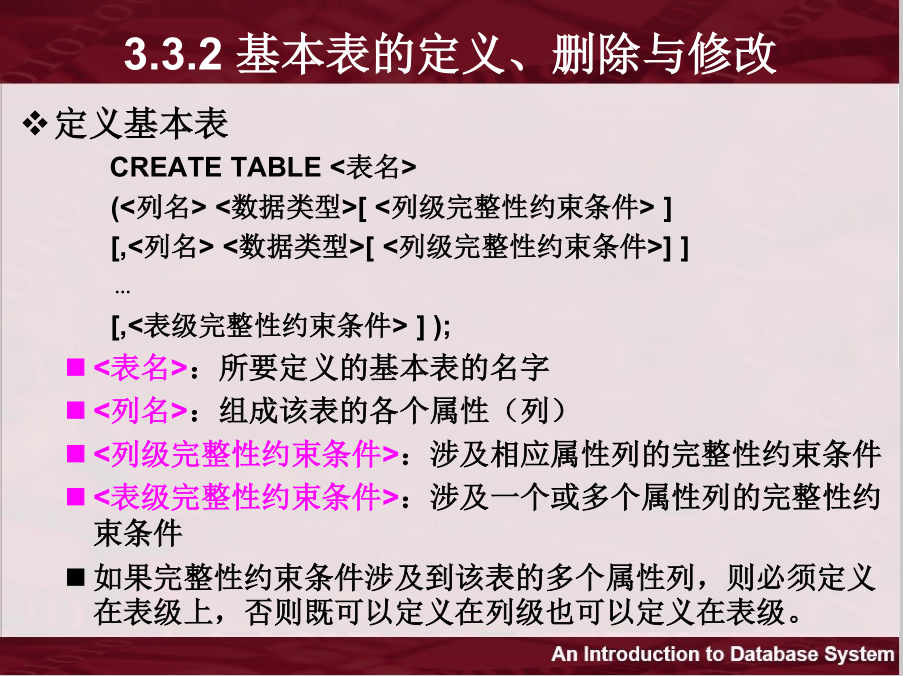 3.3.2 基本表的定义、删除与修改
❖定义基本表
CREATE TABLE <表名>
(<列名> <数据类型>[ <列级完整性约束条件> ]
[,<列名> <数据类型>[ <列级完整性约束条件>] ]
…
[,<表级完整性约束条件> ] );
■ <表名>：所要定义的基本表的名字
■ <列名>：组成该表的各个属性（列）
■ <列级完整性约束条件>：涉及相应属性列的完整性约束条件
■ <表级完整性约束条件>：涉及一个或多个属性列的完整性约
束条件
■ 如果完整性约束条件涉及到该表的多个属性列，则必须定义
在表级上，否则既可以定义在列级也可以定义在表级。
An Introduction to Database System